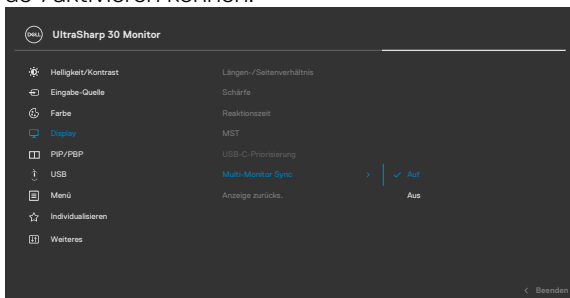 DELL UltraSharp 30 Monitor
Helligkeit/Kontrast
Eingabe-Quelle
Farbe
Display
PIP/PBP
USB
Menü
Individualisieren
Weiteres
Längen-/Seitenverhältnis
Schärfe
Reaktionszeit
MST
USB-C-Priorisierung
Multi-Monitor Sync
Anzeige zurücks.
Auf
Aus
Beenden